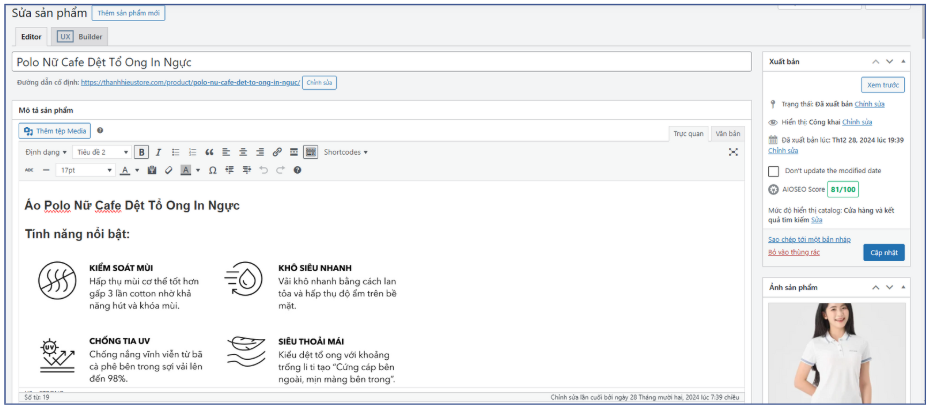 Sửa sản phẩm Thêm sản phẩm mới
Editor UX Builder
Polo Nữ Cafe Dệt Tổ Ong In Ngực
Đường dẫn cố định: https://thanhhieustore.com/product/polo-nu-cafe-det-to-ong-in-nguc/ Chỉnh sửa
Mô tả sản phẩm
Thêm tệp Media
Trực quan Văn bản
Định dạng Tiêu đề 2 B I Shortcodes
ABC 17pt A A Ω
Áo Polo Nữ Cafe Dệt Tổ Ong In Ngực
Tính năng nổi bật:
KIỂM SOÁT MÙI
Hấp thụ mùi cơ thể tốt hơn
gấp 3 lần cotton nhờ khả
năng hút và khóa mùi.
KHÔ SIÊU NHANH
Vải khô nhanh bằng cách lan
tỏa và hấp thụ độ ẩm trên bề
mặt.
UV
CHỐNG TIA UV
Chống nắng vĩnh viễn từ bã
cà phê bên trong sợi vải lên
đến 98%.
SIÊU THOẢI MÁI
Kiểu dệt tổ ong với khoảng
trống li ti tạo "Cứng cáp bên
ngoài, mịn màng bên trong".
Số từ: 19
Chỉnh sửa lần cuối bởi ngày 28 Tháng mười hai, 2024 lúc 7:39 chiều
Xuất bản
Xem trước
Trạng thái: Đã xuất bản Chỉnh sửa
Hiển thị: Công khai Chỉnh sửa
Đã xuất bản lúc: Th12 28, 2024 lúc 19:39
Chỉnh sửa
Don't update the modified date
AIOSEO Score 81/100
Mức độ hiển thị catalog: Cửa hàng và kết
quả tìm kiếm Sửa
Sao chép tới một bản nháp
Bỏ vào thùng rác Cập nhật
Ảnh sản phẩm